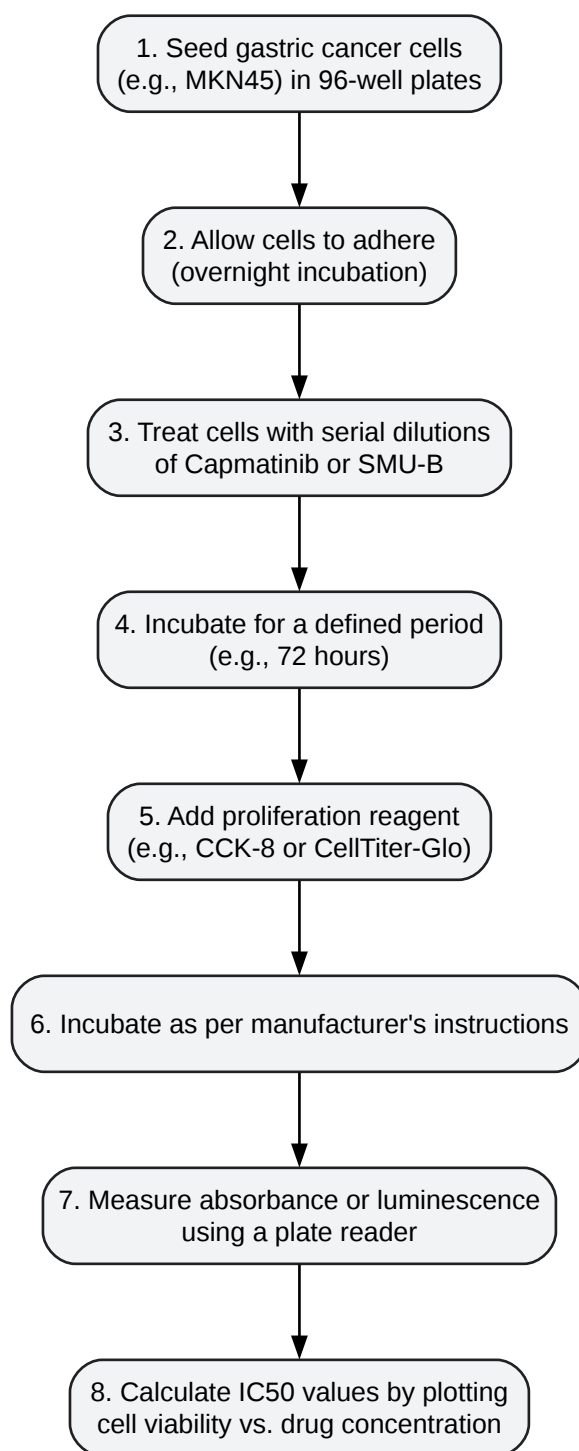 1. Seed gastric cancer cells
(e.g., MKN45) in 96-well plates
2. Allow cells to adhere
(overnight incubation)
3. Treat cells with serial dilutions
of Capmatinib or SMU-B
4. Incubate for a defined period
(e.g., 72 hours)
5. Add proliferation reagent
(e.g., CCK-8 or CellTiter-Glo)
6. Incubate as per manufacturer's instructions
7. Measure absorbance or luminescence
using a plate reader
8. Calculate IC50 values by plotting
cell viability vs. drug concentration